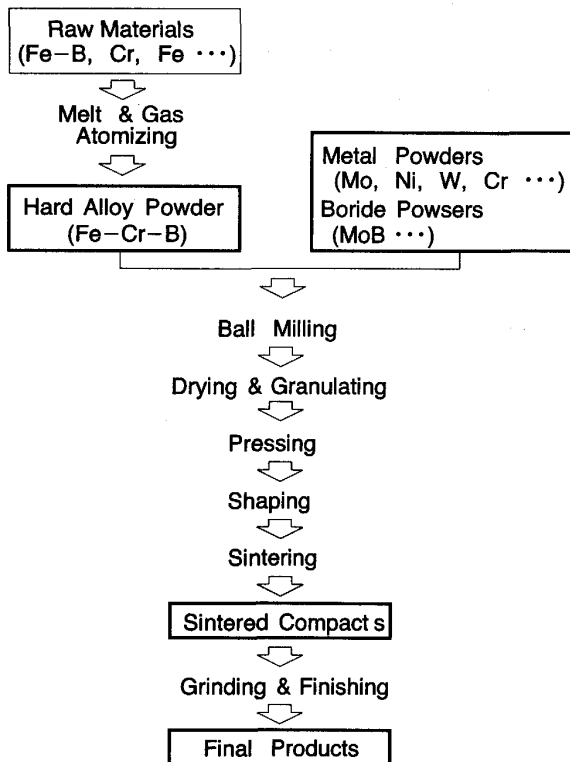 Raw Materials
(Fe−B, Cr, Fe ···)
Melt & Gas
Atomizing
Hard Alloy Powder
(Fe−Cr−B)
Metal Powders
(Mo, Ni, W, Cr ···)
Boride Powsers
(MoB ···)
Ball Milling
Drying & Granulating
Pressing
Shaping
Sintering
Sintered Compacts
Grinding & Finishing
Final Products